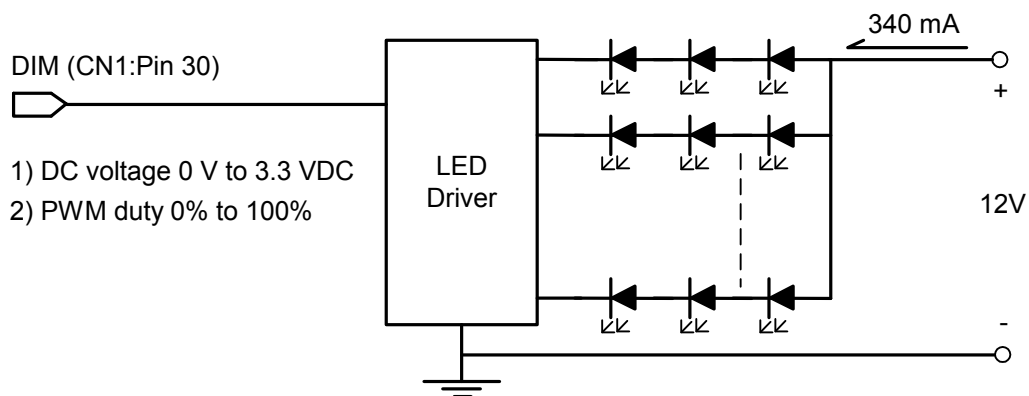 340 mA
DIM (CN1:Pin 30)
+
1) DC voltage 0 V to 3.3 VDC
2) PWM duty 0% to 100%
LED
Driver
12V
-